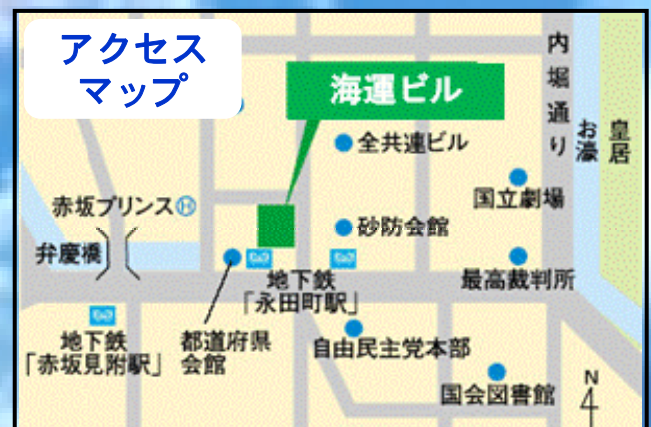 アクセス
マップ
海運ビル
内堀通り
お濠
皇居
全共連ビル
国立劇場
赤坂プリンスⒽ
砂防会館
弁慶橋
最高裁判所
地下鉄
「永田町駅」
地下鉄
「赤坂見附駅」
都道府県
会館
自由民主党本部
国会図書館
N
4